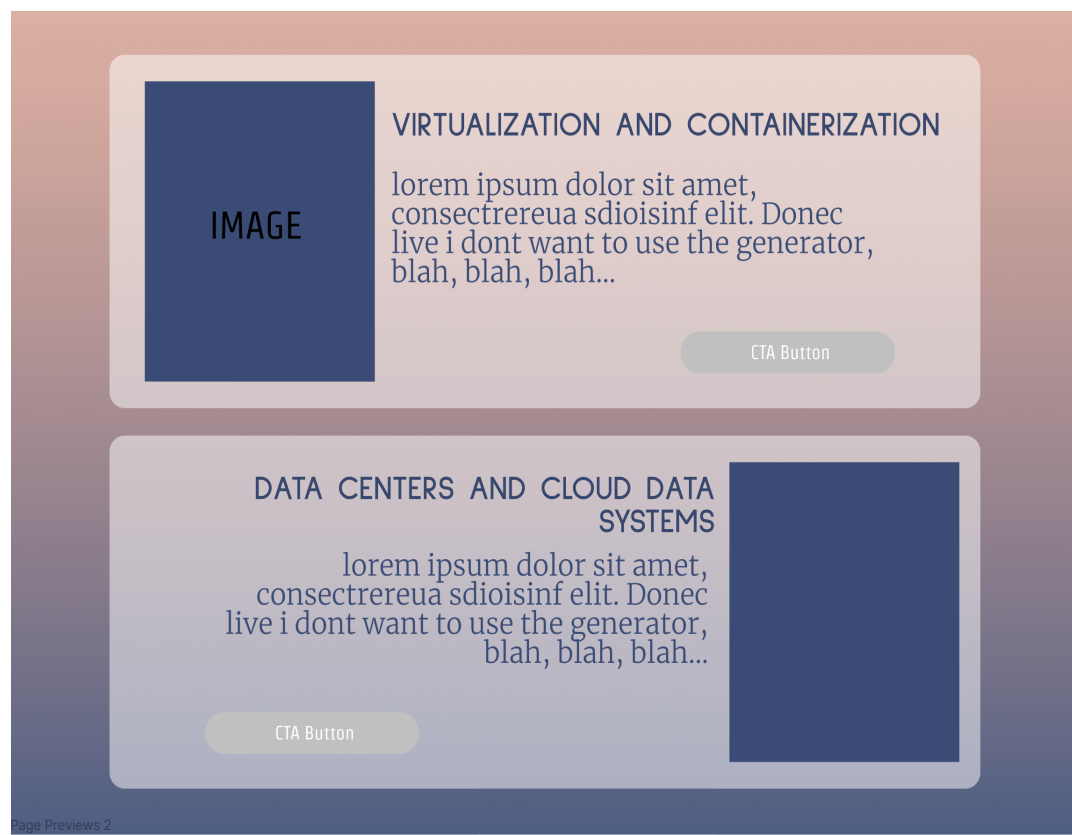 IMAGE
VIRTUALIZATION AND CONTAINERIZATION
lorem ipsum dolor sit amet,
consectrereua sdioisinf elit. Donec
live i dont want to use the generator,
blah, blah, blah...
CTA Button
DATA CENTERS AND CLOUD DATA
SYSTEMS
lorem ipsum dolor sit amet,
consectrereua sdioisinf elit. Donec
live i dont want to use the generator,
blah, blah, blah...
CTA Button
Page Previews 2